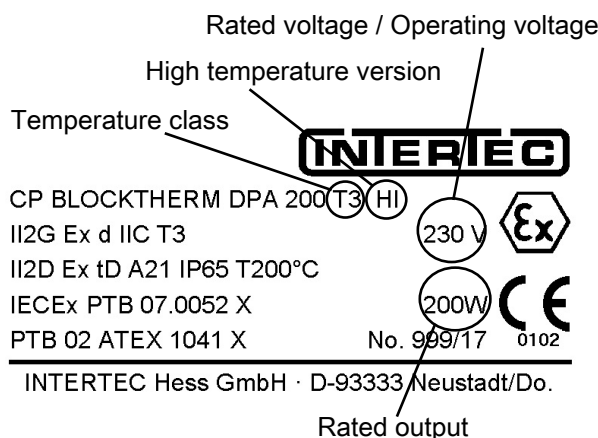 Rated voltage / Operating voltage
High temperature version
Temperature class
INTERTEC
CP BLOCKTHERM DPA 200 T3 HI
II2G Ex d IIC T3
230 V
Ex
II2D Ex tD A21 IP65 T200°C
IECEx PTB 07.0052 X
200W
CE
PTB 02 ATEX 1041 X
No. 999/17
0102
INTERTEC Hess GmbH · D-93333 Neustadt/Do.
Rated output